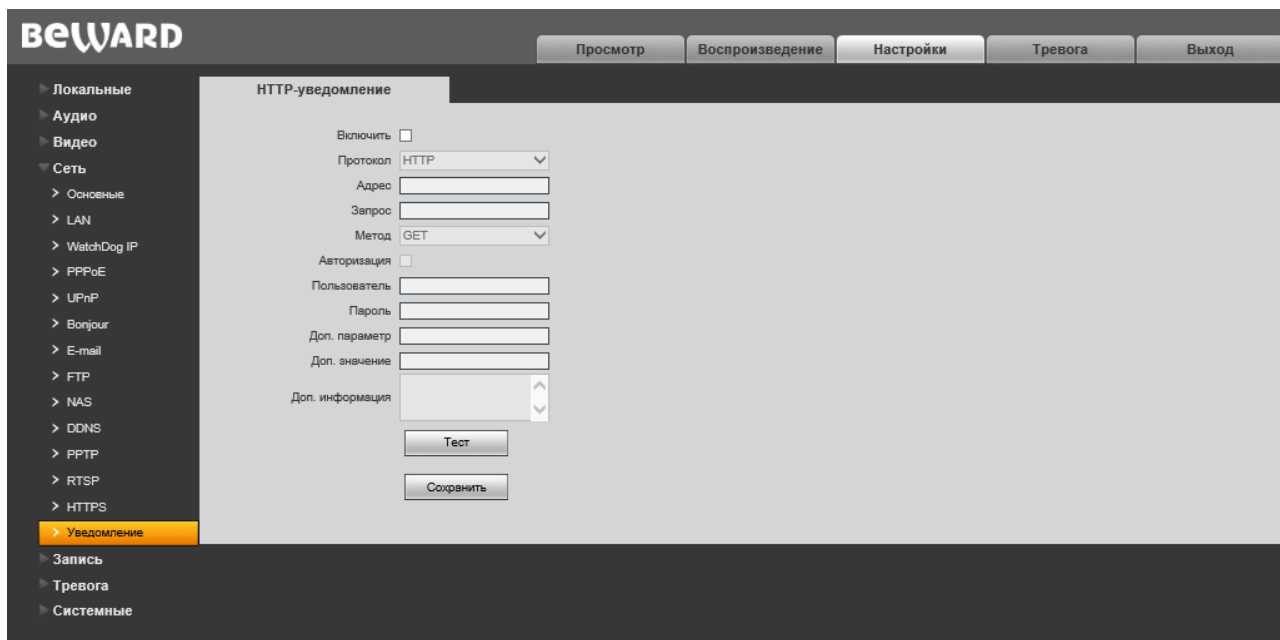 BEWARD
Просмотр Воспроизведение Настройки Тревога Выход
Локальные
Аудио
Видео
Сеть
Основные
LAN
WatchDog IP
PPPoE
UPnP
Bonjour
E-mail
FTP
NAS
DDNS
PPTP
RTSP
HTTPS
Уведомление
Запись
Тревога
Системные
HTTP-уведомление
Включить
Протокол HTTP
Адрес
Запрос
Метод GET
Авторизация
Пользователь
Пароль
Доп. параметр
Доп. значение
Доп. информация
Тест
Сохранить